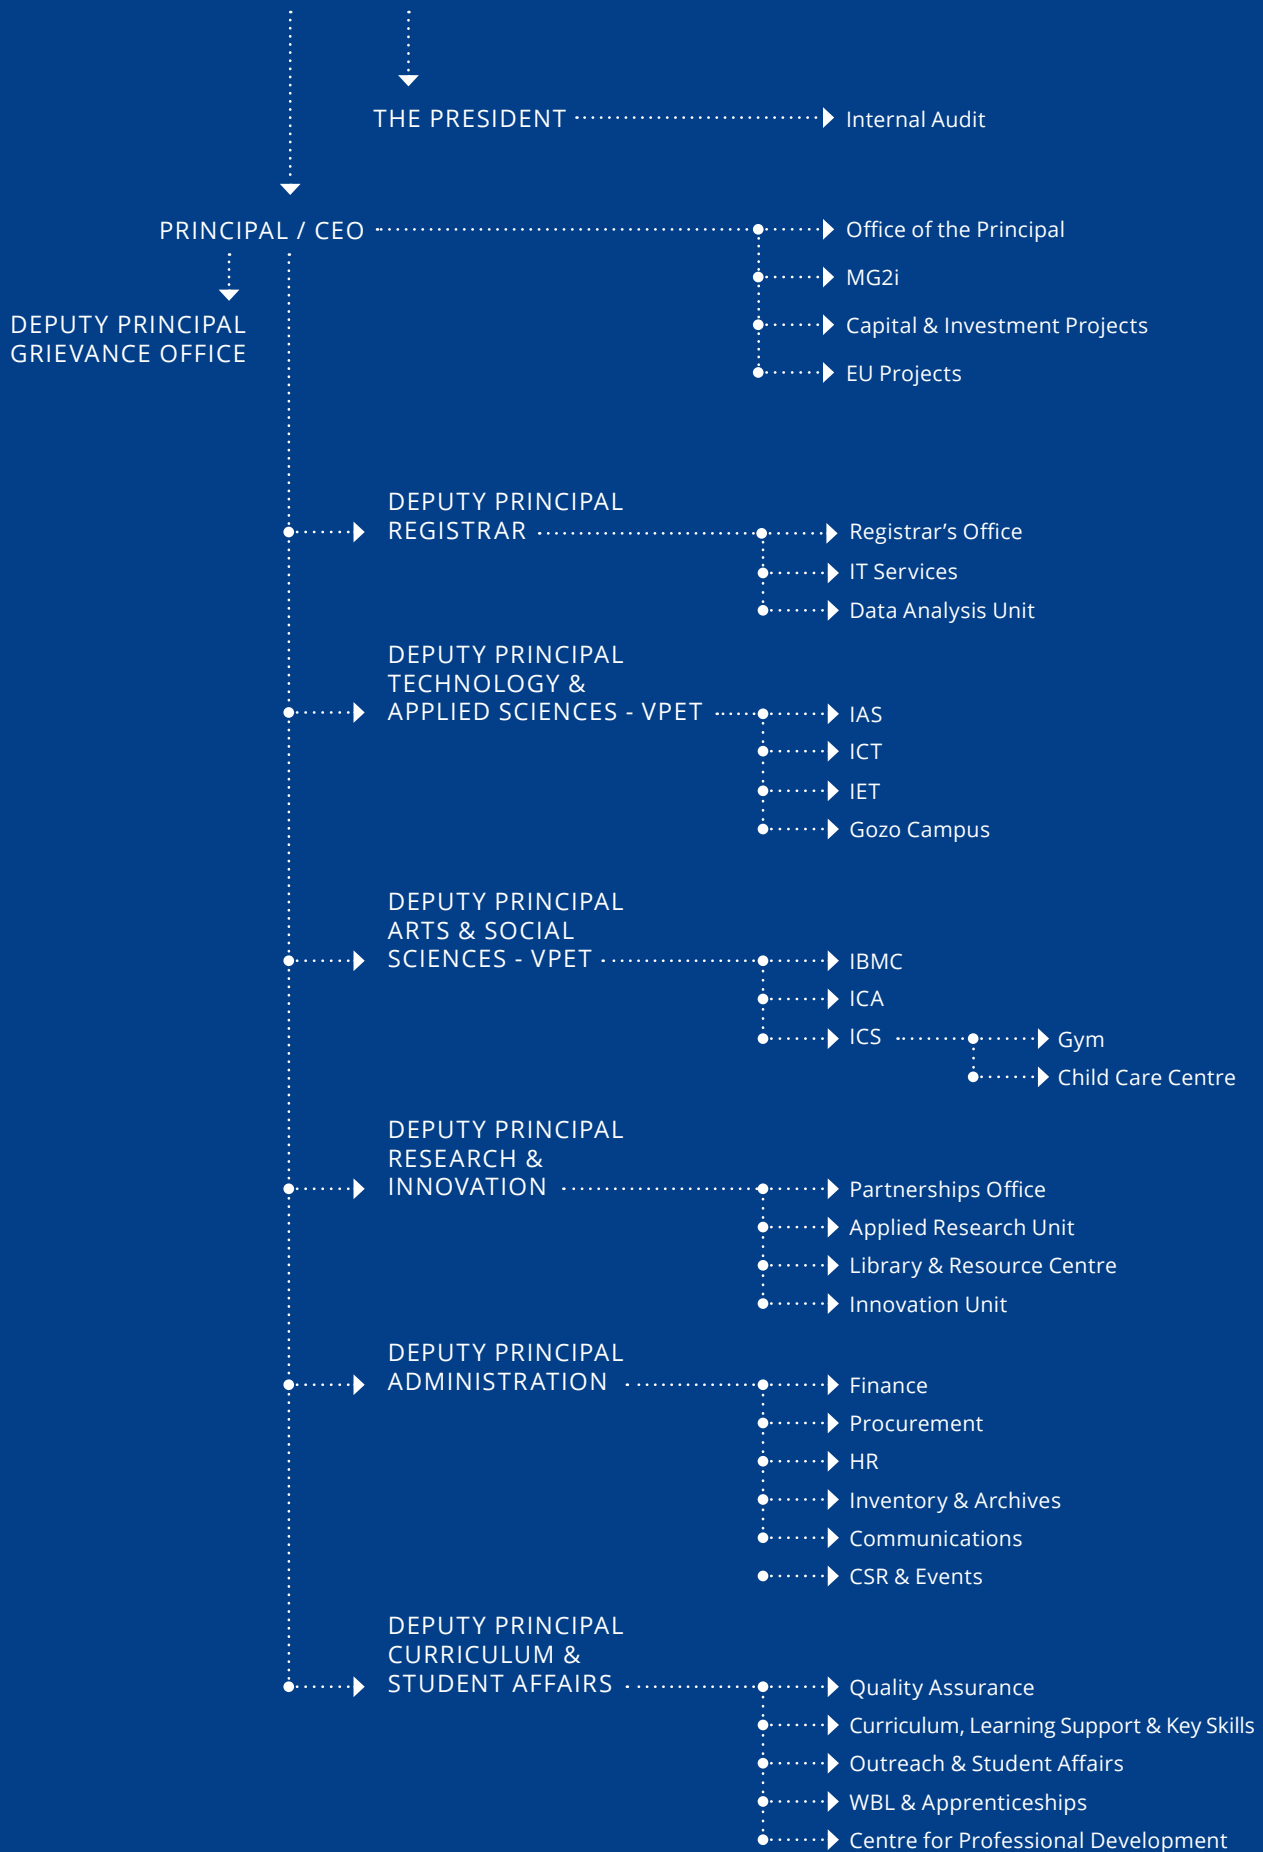 THE PRESIDENT
Internal Audit
PRINCIPAL / CEO
Office of the Principal
MG2i
Capital & Investment Projects
EU Projects
DEPUTY PRINCIPAL
GRIEVANCE OFFICE
DEPUTY PRINCIPAL
REGISTRAR
Registrar’s Office
IT Services
Data Analysis Unit
DEPUTY PRINCIPAL
TECHNOLOGY &
APPLIED SCIENCES - VPET
IAS
ICT
IET
Gozo Campus
DEPUTY PRINCIPAL
ARTS & SOCIAL
SCIENCES - VPET
IBMC
ICA
ICS
Gym
Child Care Centre
DEPUTY PRINCIPAL
RESEARCH &
INNOVATION
Partnerships Office
Applied Research Unit
Library & Resource Centre
Innovation Unit
DEPUTY PRINCIPAL
ADMINISTRATION
Finance
Procurement
HR
Inventory & Archives
Communications
CSR & Events
DEPUTY PRINCIPAL
CURRICULUM &
STUDENT AFFAIRS
Quality Assurance
Curriculum, Learning Support & Key Skills
Outreach & Student Affairs
WBL & Apprenticeships
Centre for Professional Development